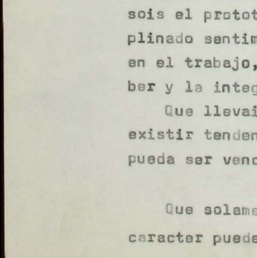 sois el protot
plinado sentim
en el trabajo,
ber y la integ
Que llevai
existir tenden
pueda ser venc
Que solame
caracter puede